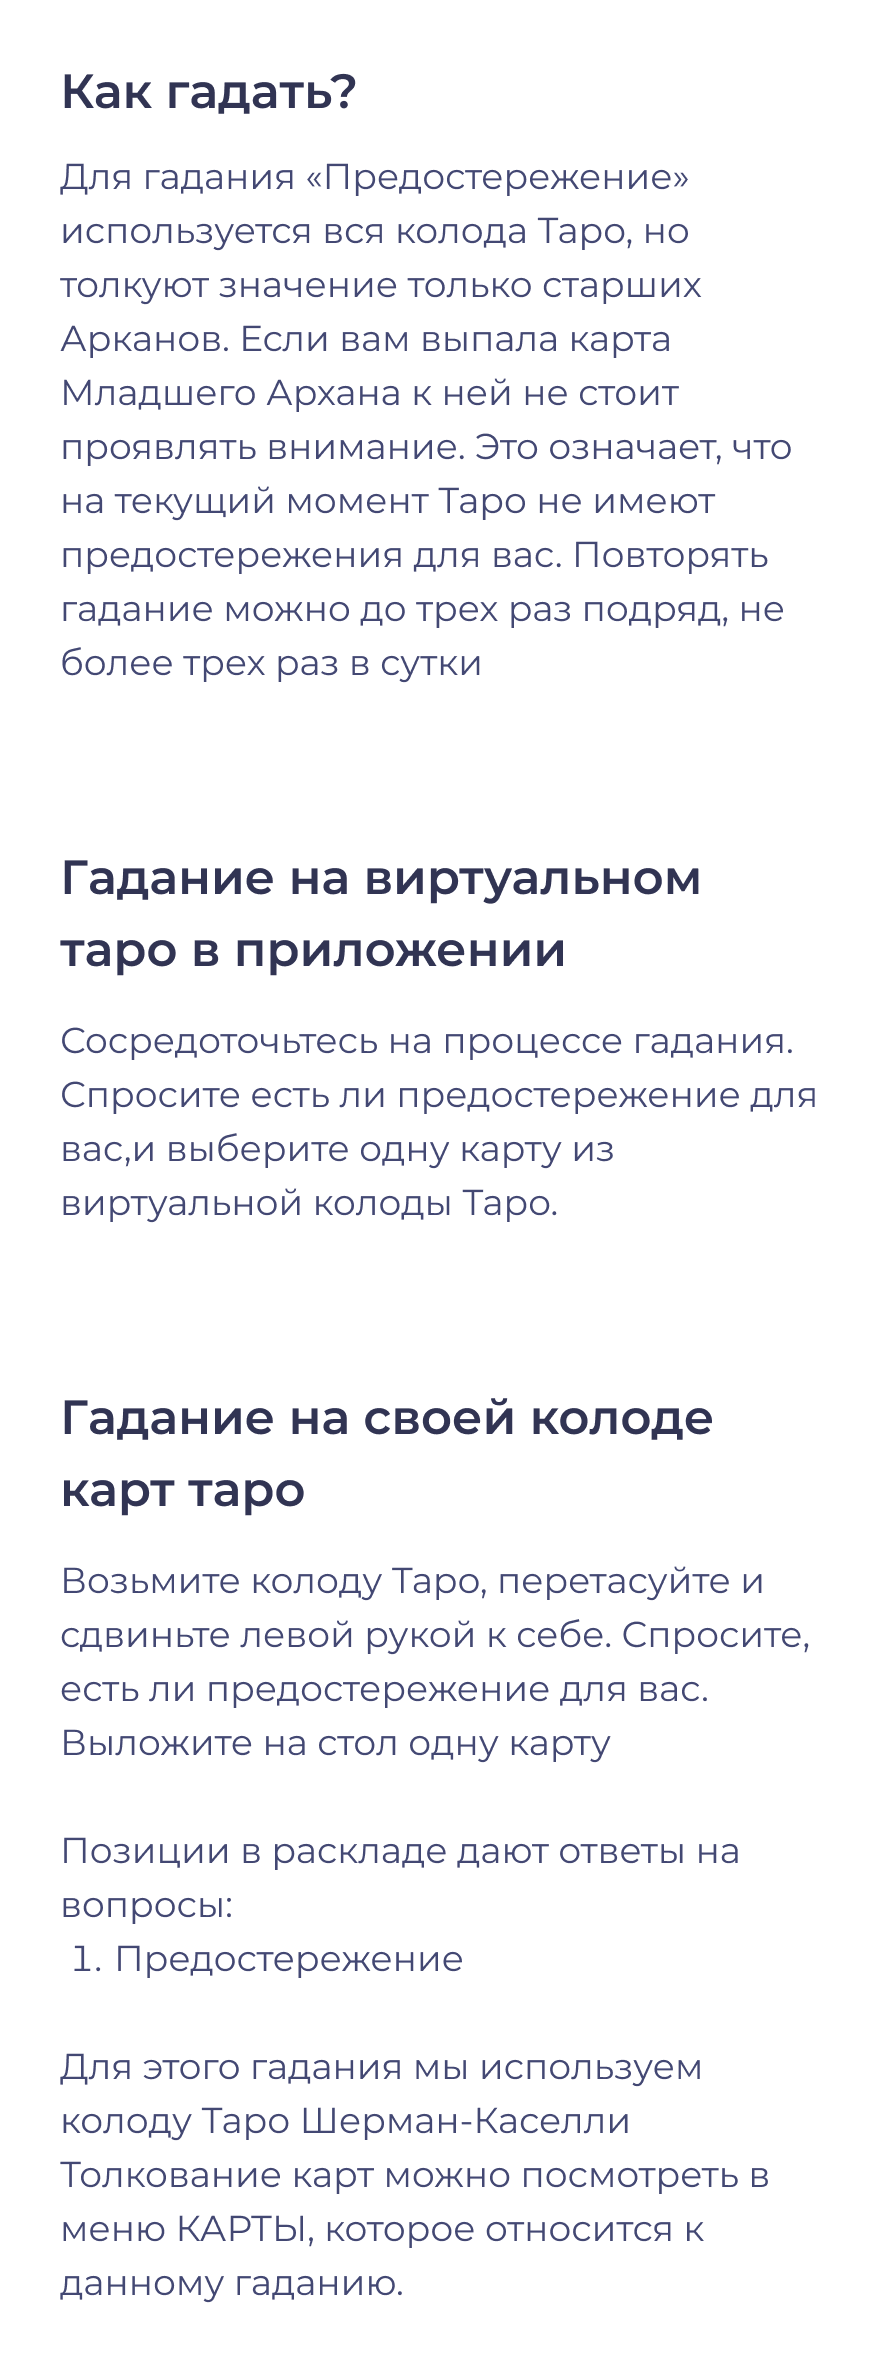 Как гадать?
Для гадания «Предостережение»
используется вся колода Таро, но
толкуют значение только старших
Арканов. Если вам выпала карта
Младшего Архана к ней не стоит
проявлять внимание. Это означает, что
на текущий момент Таро не имеют
предостережения для вас. Повторять
гадание можно до трех раз подряд, не
более трех раз в сутки
Гадание на виртуальном
таро в приложении
Сосредоточьтесь на процессе гадания.
Спросите есть ли предостережение для
вас,и выберите одну карту из
виртуальной колоды Таро.
Гадание на своей колоде
карт таро
Возьмите колоду Таро, перетасуйте и
сдвиньте левой рукой к себе. Спросите,
есть ли предостережение для вас.
Выложите на стол одну карту
Позиции в раскладе дают ответы на
вопросы:
1. Предостережение
Для этого гадания мы используем
колоду Таро Шерман-Каселли
Толкование карт можно посмотреть в
меню КАРТЫ, которое относится к
данному гаданию.